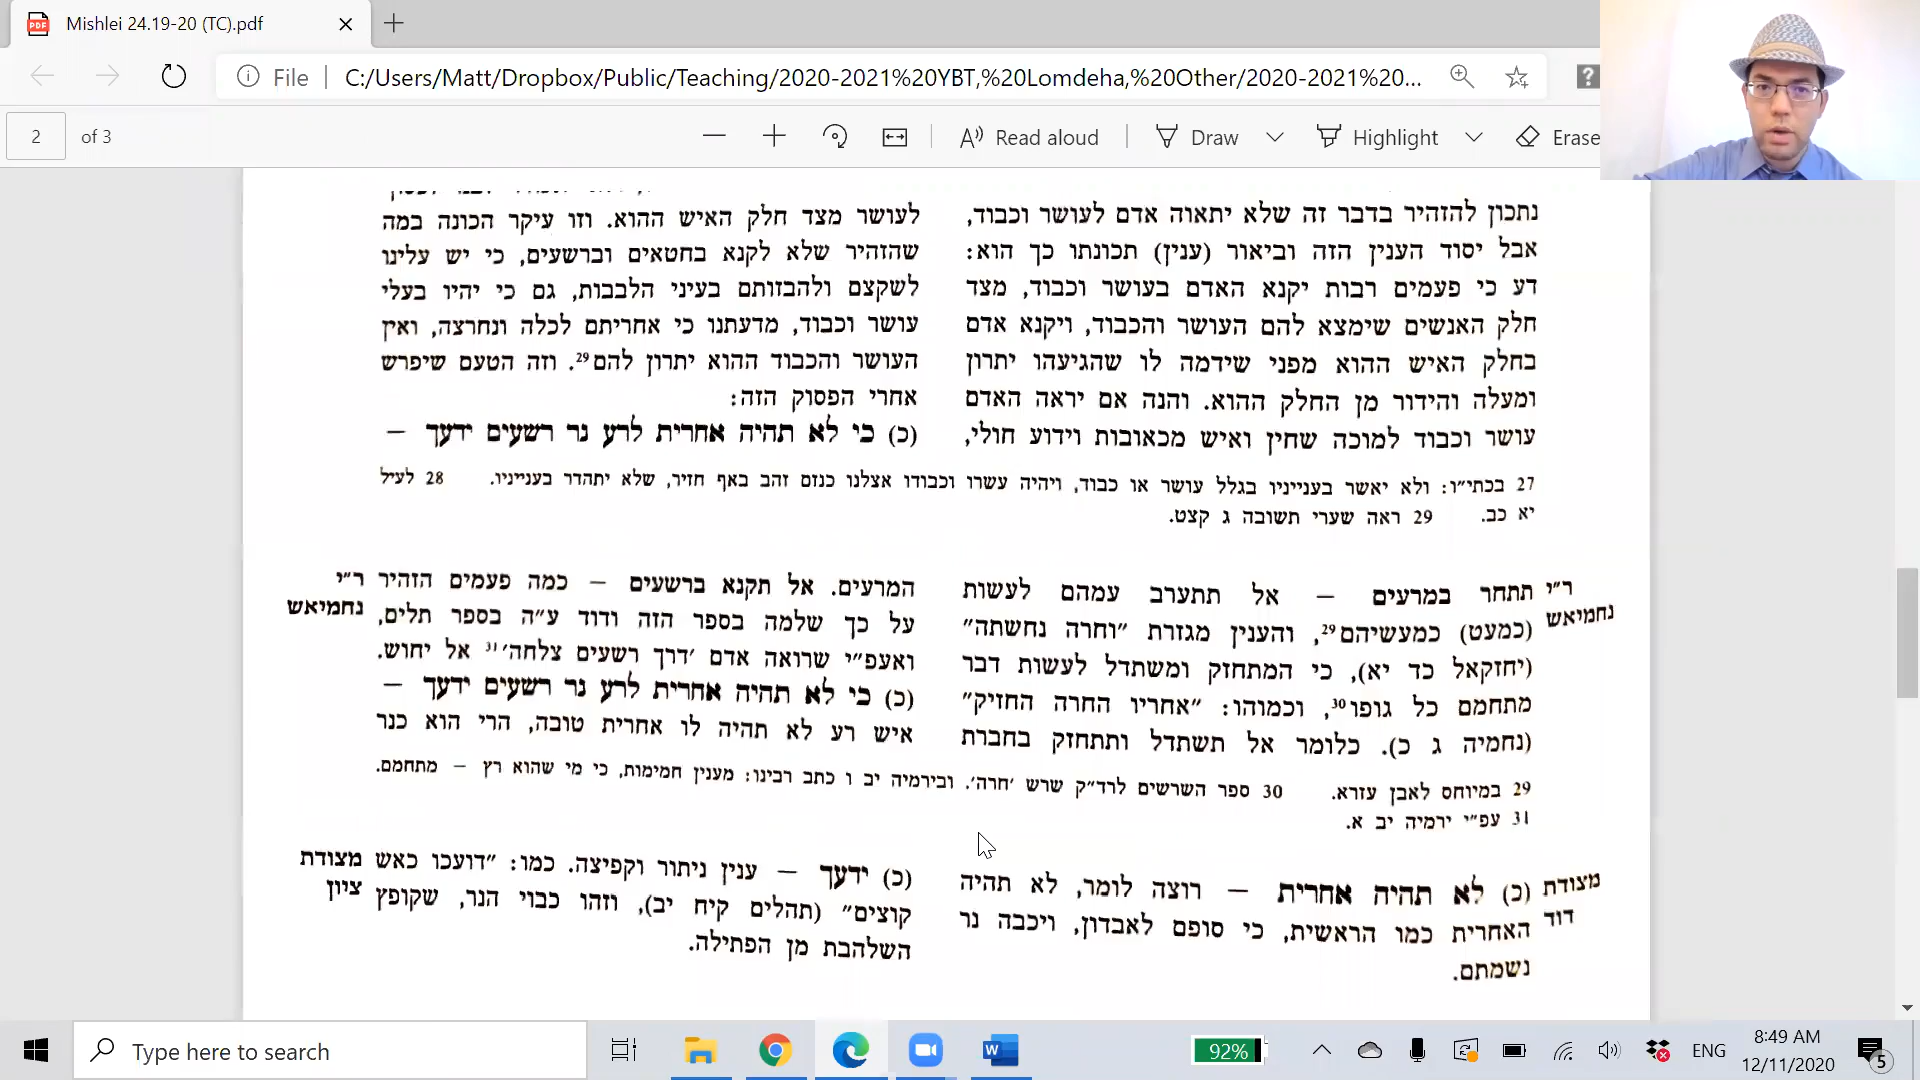 Mishlei 24.19-20 (TC).pdf
File
C:/Users/Matt/Dropbox/Public/Teaching/2020-2021%20YBT,%20Lomdeha,%20Other/2020-2021%20...
2 of 3
Read aloud
Draw
Highlight
Erase
נתכון להזהיר בדבר זה שלא יתאוה אדם לעושר וכבוד,
אבל יסוד הענין הזה וביאור (ענין) תכונתו כך הוא:
דע כי פעמים רבות יקנא האדם בעושר וכבוד, מצד
חלק האנשים שימצא להם העושר והכבוד, ויקנא אדם
בחלק האיש ההוא מפני שידמה לו שהגיעהו יתרון
ומעלה והידור מן החלק ההוא. והנה אם יראה האדם
עושר וכבוד למוכה שחין ואיש מכאובות וידוע חולי,
לעושר מצד חלק האיש ההוא. וזו עיקר הכונה במה
שהזהיר שלא לקנא בחטאים וברשעים, כי יש עלינו
לשקצם ולהבזותם בעיני הלבבות, גם כי יהיו בעלי
עושר וכבוד, מדעתנו כי אחריתם לכלה ונחרצה, ואין
העושר והכבוד ההוא יתרון להם29. וזה הטעם שיפרש
אחרי הפסוק הזה:
(כ) כי לא תהיה אחרית לרע נר רשעים ידעך —
27 בכתי״ו: ולא יאשר בענייניו בגלל עושר או כבוד, ויהיה עשרו וכבודו אצלנו כנזם זהב באף חזיר, שלא יתהדר בענייניו. 28 לעיל
יא כב. 29 ראה שערי תשובה ג קצט.
ר״י
נחמיאש
תתחר במרעים — אל תתערב עמהם לעשות
(כמעט) כמעשיהם29, והענין מגזרת ״וחרה נחשתה״
(יחזקאל כד יא), כי המתחזק ומשתדל לעשות דבר
מתחמם כל גופו30, וכמוהו: ״אחריו החרה החזיק״
(נחמיה ג כ). כלומר אל תשתדל ותתחזק בחברת
המרעים. אל תקנא ברשעים — כמה פעמים הזהיר
על כך שלמה בספר הזה ודוד ע״ה בספר תלים,
ואעפ״י שרואה אדם ׳דרך רשעים צלחה׳31 אל יחוש.
(כ) כי לא תהיה אחרית לרע נר רשעים ידעך —
איש רע לא תהיה לו אחרית טובה, הרי הוא כנר
ר״י
נחמיאש
29 במיוחס לאבן עזרא. 30 ספר השרשים לרד״ק שרש ׳חרה׳. ובירמיה יב ו כתב רבינו: מענין חמימות, כי מי שהוא רץ — מתחמם.
31 עפ״י ירמיה יב א.
מצודת
דוד
(כ) לא תהיה אחרית — רוצה לומר, לא תהיה
האחרית כמו הראשית, כי סופם לאבדון, ויכבה נר
נשמתם.
(כ) ידעך — ענין ניתור וקפיצה. כמו: ״דועכו כאש
קוצים״ (תהלים קיח יב), וזהו כבוי הנר, שקופץ
השלהבת מן הפתילה.
מצודת
ציון
Type here to search
92%
ENG
8:49 AM
12/11/2020
5